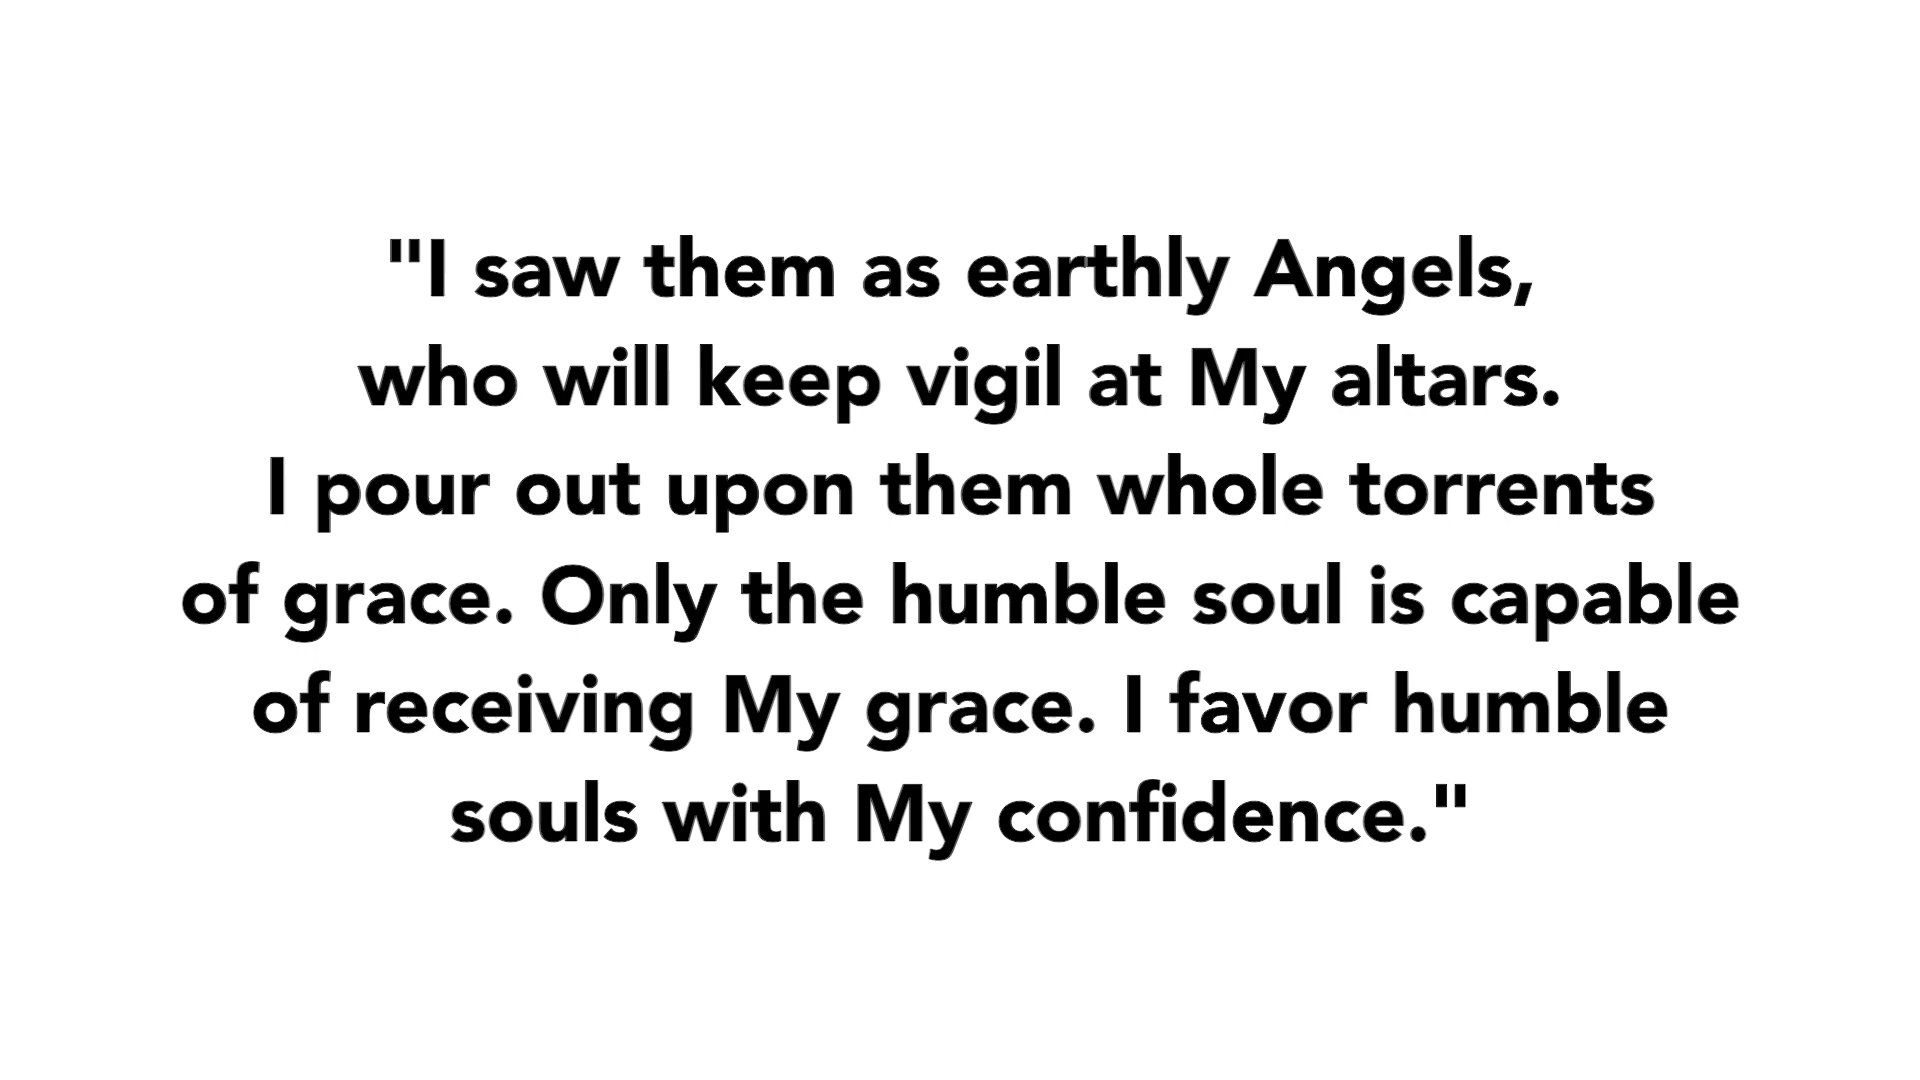 "I saw them as earthly Angels,
who will keep vigil at My altars.
I pour out upon them whole torrents
of grace. Only the humble soul is capable
of receiving My grace. I favor humble
souls with My confidence."